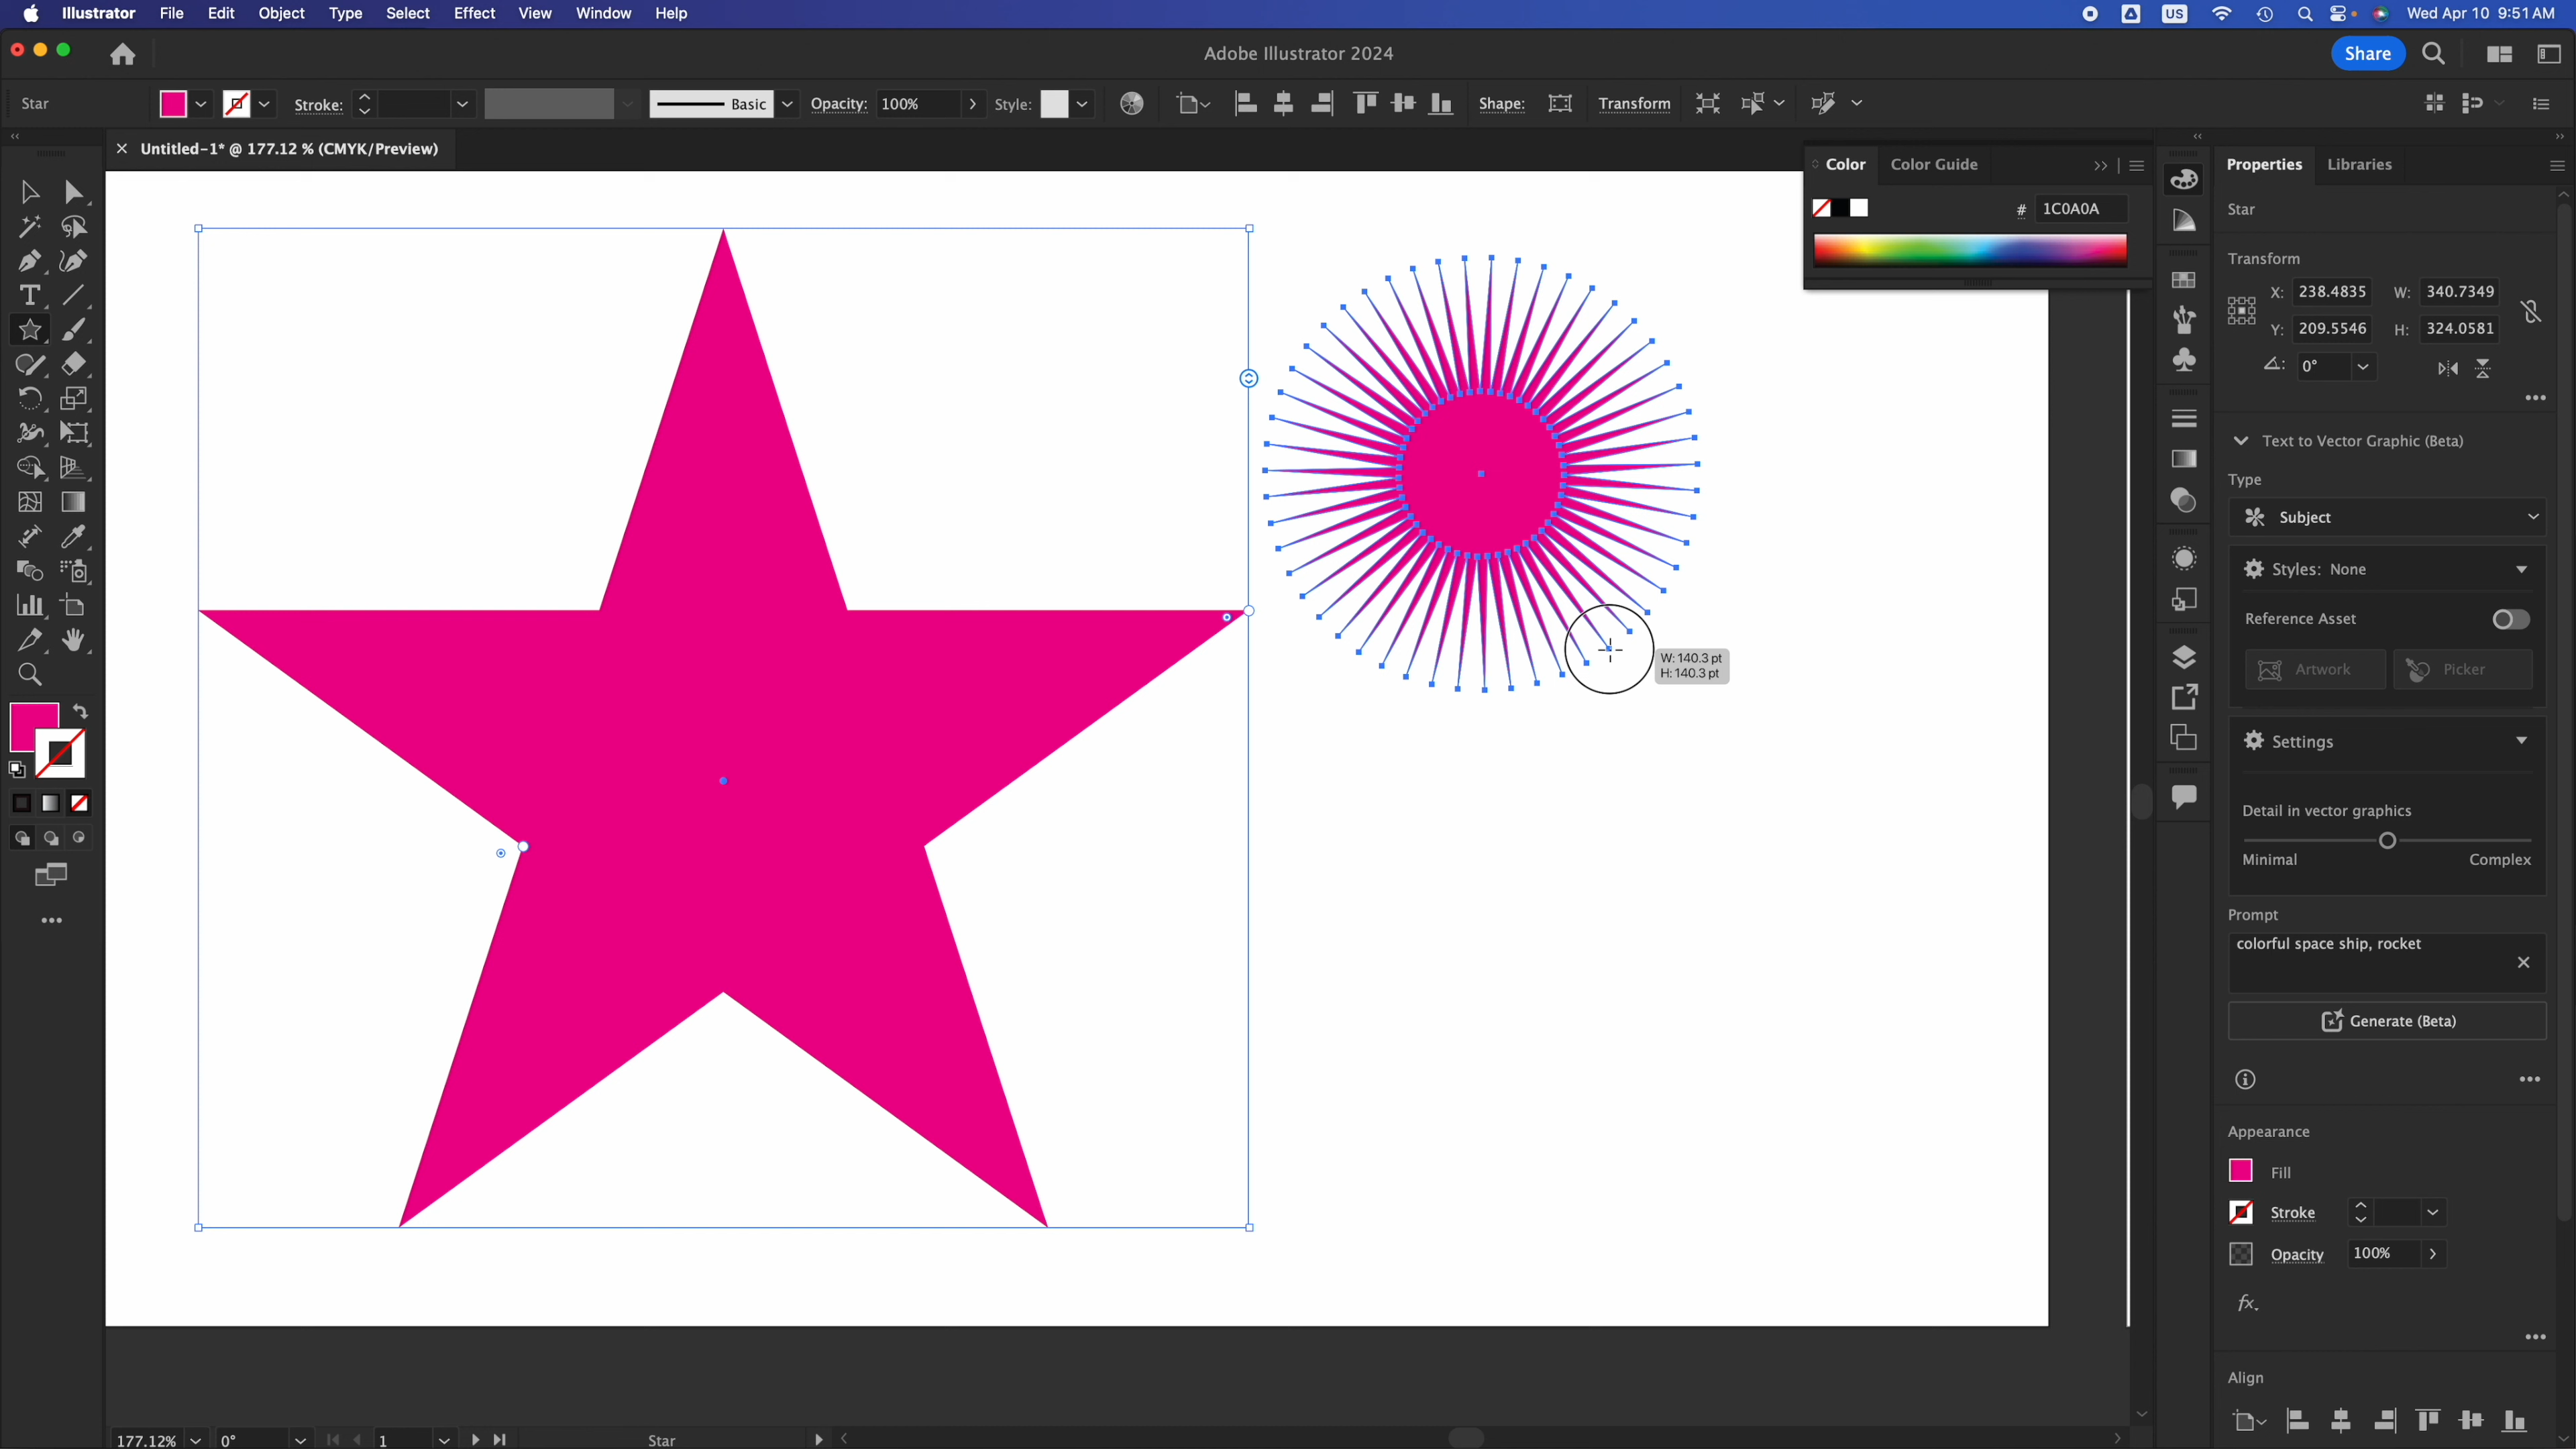 Illustrator File Edit Object Type Select Effect View Window Help US Wed Apr 10 9:51 AM
Adobe Illustrator 2024 Share
Star Stroke: Basic Opacity: 100% Style: Shape: Transform
Untitled-1* @ 177.12 % (CMYK/Preview)
Color Color Guide
# 1C0A0A
W: 140.3 pt
H: 140.3 pt
Properties Libraries
Star
Transform
X: 238.4835 W: 340.7349
Y: 209.5546 H: 324.0581
0°
Text to Vector Graphic (Beta)
Type
Subject
Styles: None
Reference Asset
Artwork Picker
Settings
Detail in vector graphics
Minimal Complex
Prompt
colorful space ship, rocket
Generate (Beta)
Appearance
Fill
Stroke
Opacity 100%
fx.
Align
177.12% 0° 1 Star